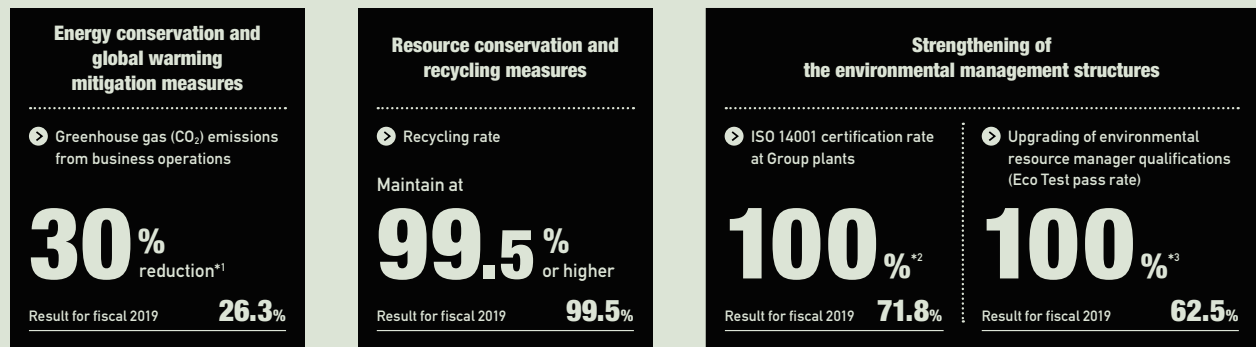 Energy conservation and
global warming
mitigation measures
Greenhouse gas (CO₂) emissions
from business operations
30%
reduction*1
Result for fiscal 2019 26.3%
Resource conservation and
recycling measures
Recycling rate
Maintain at
99.5%
or higher
Result for fiscal 2019 99.5%
Strengthening of
the environmental management structures
ISO 14001 certification rate
at Group plants
100%*2
Result for fiscal 2019 71.8%
Upgrading of environmental
resource manager qualifications
(Eco Test pass rate)
100%*3
Result for fiscal 2019 62.5%